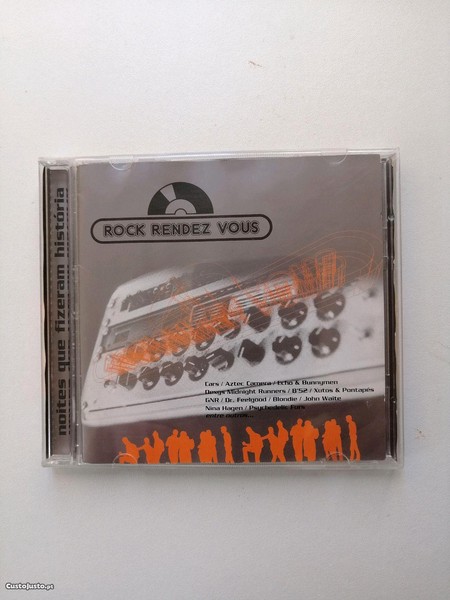 noites que fizeram história
ROCK RENDEZ VOUS
Cars / Aztec Camera / Echo & Bunnymen
Dexys Midnight Runners / B'52 / Xutos & Pontapés
GNR / Dr. Feelgood / Blondie / John Waite
Nina Hagen / Psychedelic Furs
entre outros...
CustoJusto.pt